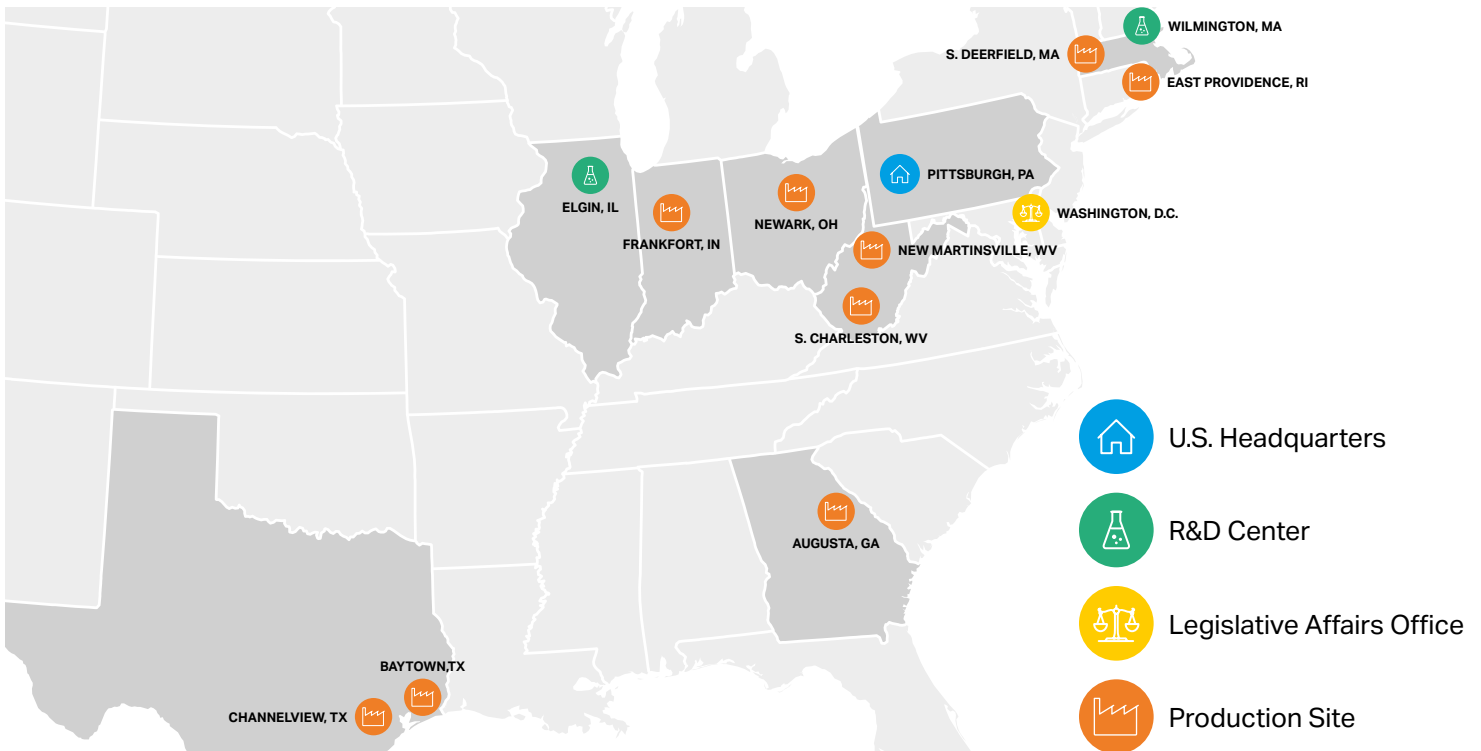 WILMINGTON, MA
S. DEERFIELD, MA
EAST PROVIDENCE, RI
PITTSBURGH, PA
ELGIN, IL
WASHINGTON, D.C.
NEWARK, OH
FRANKFORT, IN
NEW MARTINSVILLE, WV
S. CHARLESTON, WV
AUGUSTA, GA
BAYTOWN,TX
CHANNELVIEW, TX
U.S. Headquarters
R&D Center
Legislative Affairs Office
Production Site